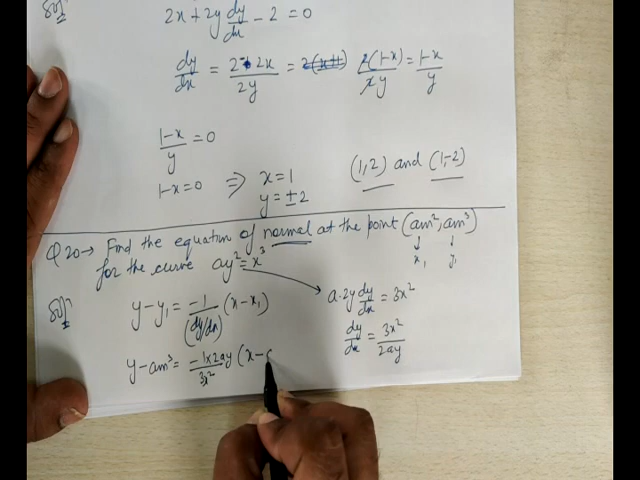 Solⁿ
2x + 2y dy/dx - 2 = 0
dy/dx = 2 - 2x / 2y = 2(1-x) / 2y = 1-x / y
1-x / y = 0
1-x = 0 ⇒ x = 1
y = ± 2
(1, 2) and (1, -2)
Q 20→ Find the equation of normal at the point (am², am³)
x₁ y₁
for the curve ay² = x³
Solⁿ
y - y₁ = -1 / (dy/dx) (x - x₁)
a·2y dy/dx = 3x²
dy/dx = 3x² / 2ay
y - am³ = -1 × 2ay / 3x² (x -